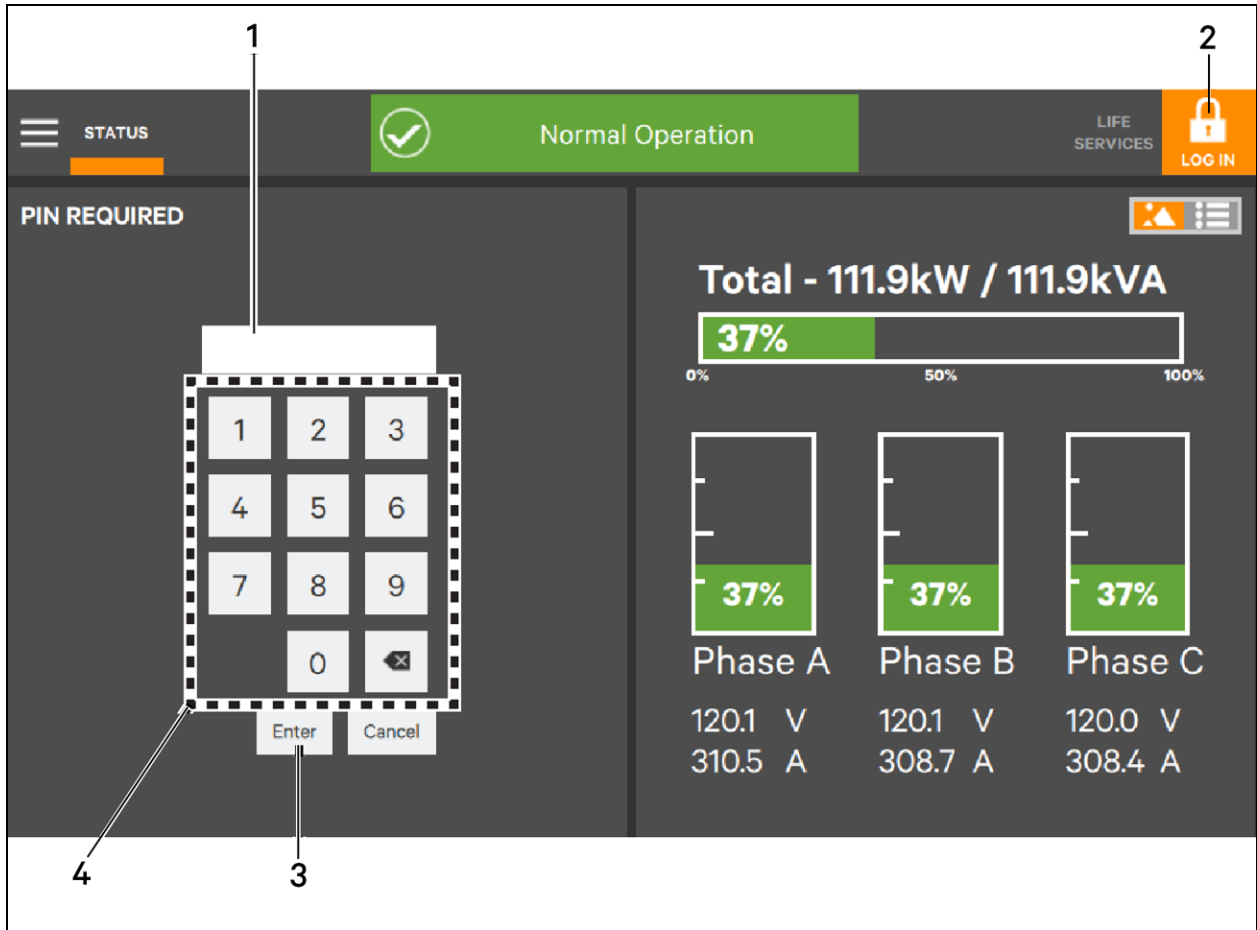 1
2
STATUS
Normal Operation
LIFE
SERVICES
LOG IN
PIN REQUIRED
Total - 111.9kW / 111.9kVA
37%
0% 50% 100%
1 2 3
4 5 6
7 8 9
0
Enter Cancel
37% 37% 37%
Phase A Phase B Phase C
120.1 V 120.1 V 120.0 V
310.5 A 308.7 A 308.4 A
4
3